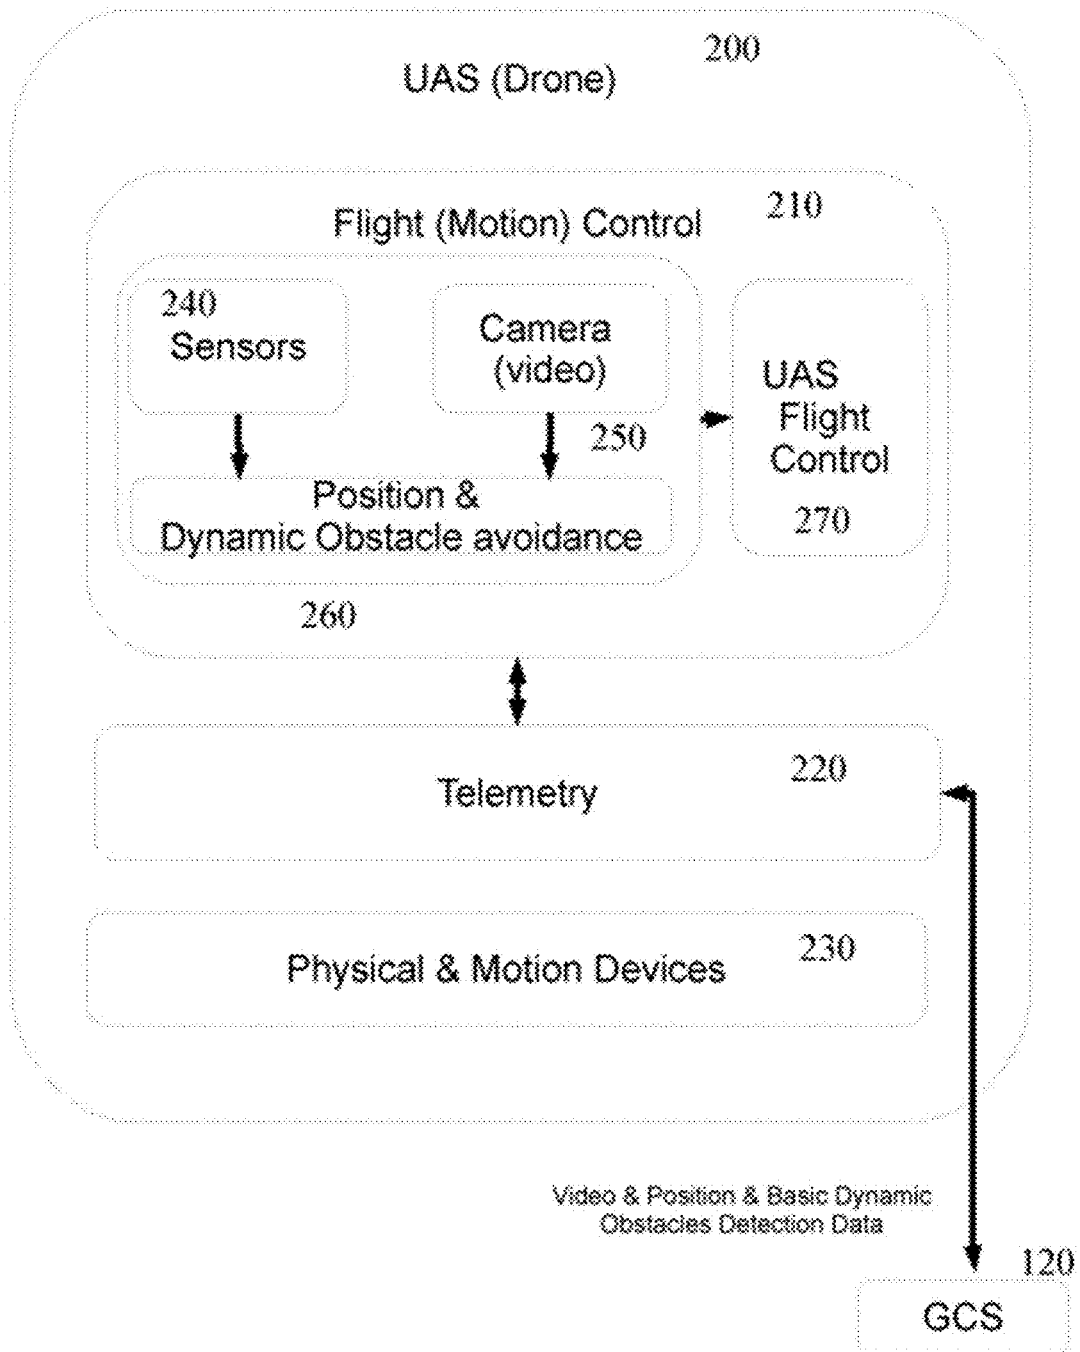 200
UAS (Drone)
210
Flight (Motion) Control
240
Sensors
Camera
(video)
UAS
Flight
Control
250
Position &
Dynamic Obstacle avoidance
270
260
220
Telemetry
230
Physical & Motion Devices
Video & Position & Basic Dynamic
Obstacles Detection Data
120
GCS